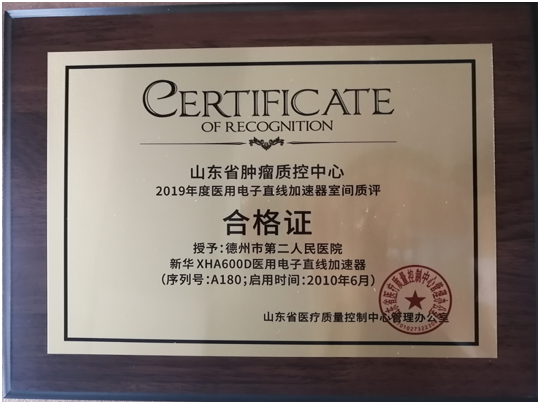 CERTIFICATE
OF RECOGNITION
山东省肿瘤质控中心
2019年度医用电子直线加速器室间质评
合格证
授予:德州市第二人民医院
新华XHA600D医用电子直线加速器
(序列号:A180;启用时间:2010年6月)
山东省医疗质量控制中心管理办公室